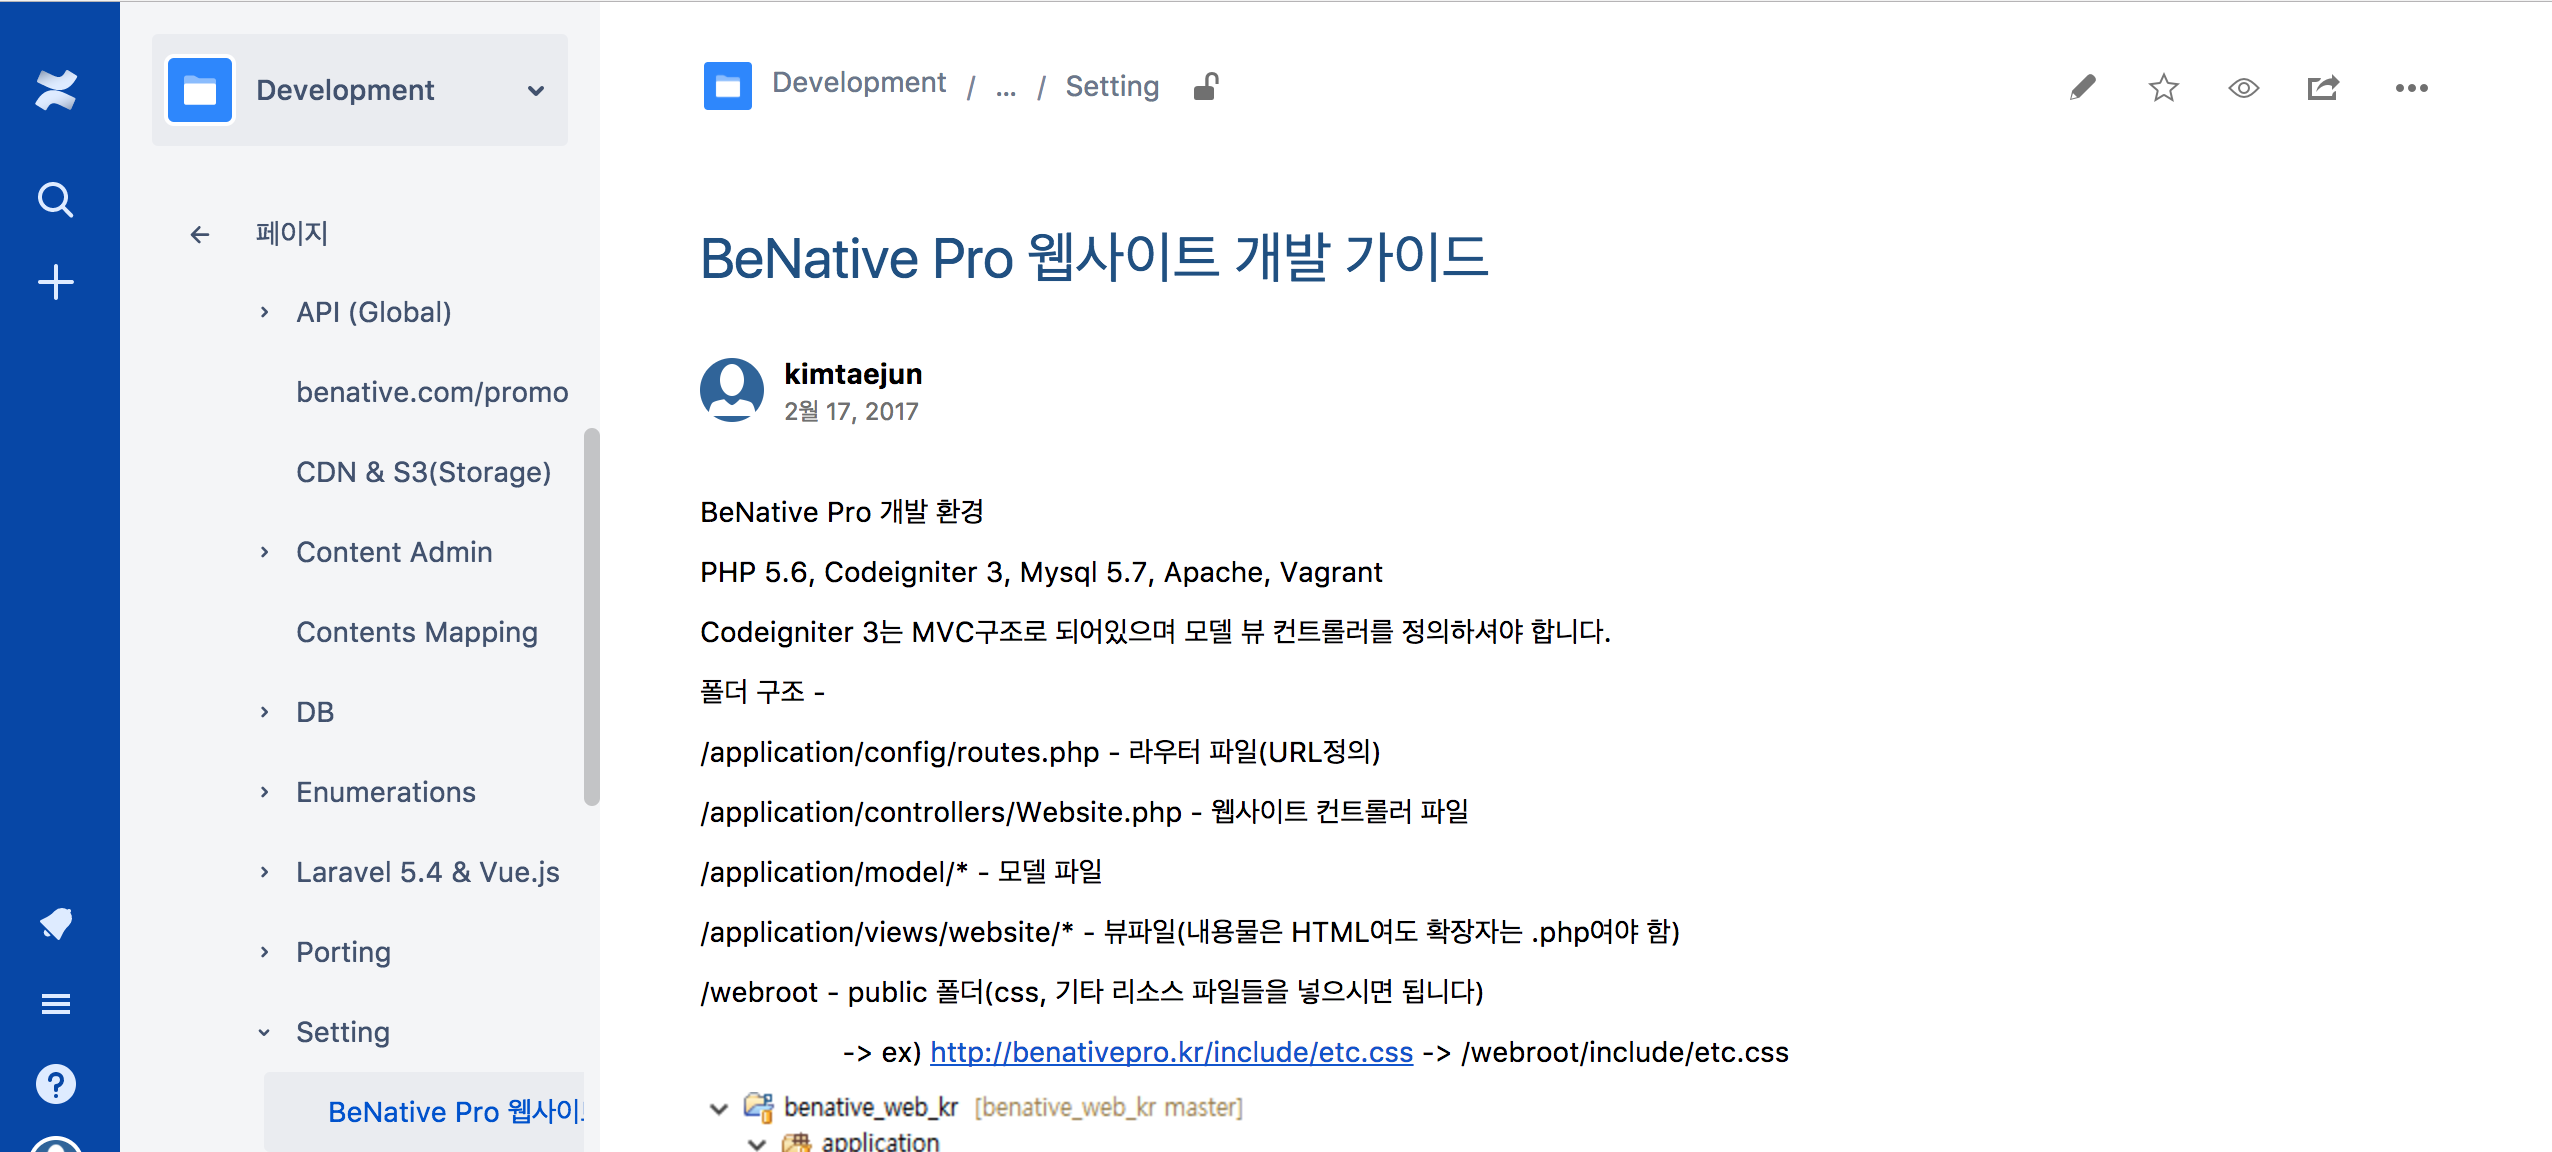 Development
페이지
API (Global)
benative.com/promo
CDN & S3(Storage)
Content Admin
Contents Mapping
DB
Enumerations
Laravel 5.4 & Vue.js
Porting
Setting
BeNative Pro 웹사이
Development / ... / Setting
BeNative Pro 웹사이트 개발 가이드
kimtaejun
2월 17, 2017
BeNative Pro 개발 환경
PHP 5.6, Codeigniter 3, Mysql 5.7, Apache, Vagrant
Codeigniter 3는 MVC구조로 되어있으며 모델 뷰 컨트롤러를 정의하셔야 합니다.
폴더 구조 -
/application/config/routes.php - 라우터 파일(URL정의)
/application/controllers/Website.php - 웹사이트 컨트롤러 파일
/application/model/* - 모델 파일
/application/views/website/* - 뷰파일(내용물은 HTML여도 확장자는 .php여야 함)
/webroot - public 폴더(css, 기타 리소스 파일들을 넣으시면 됩니다)
-> ex) http://benativepro.kr/include/etc.css -> /webroot/include/etc.css
benative_web_kr [benative_web_kr master]
application